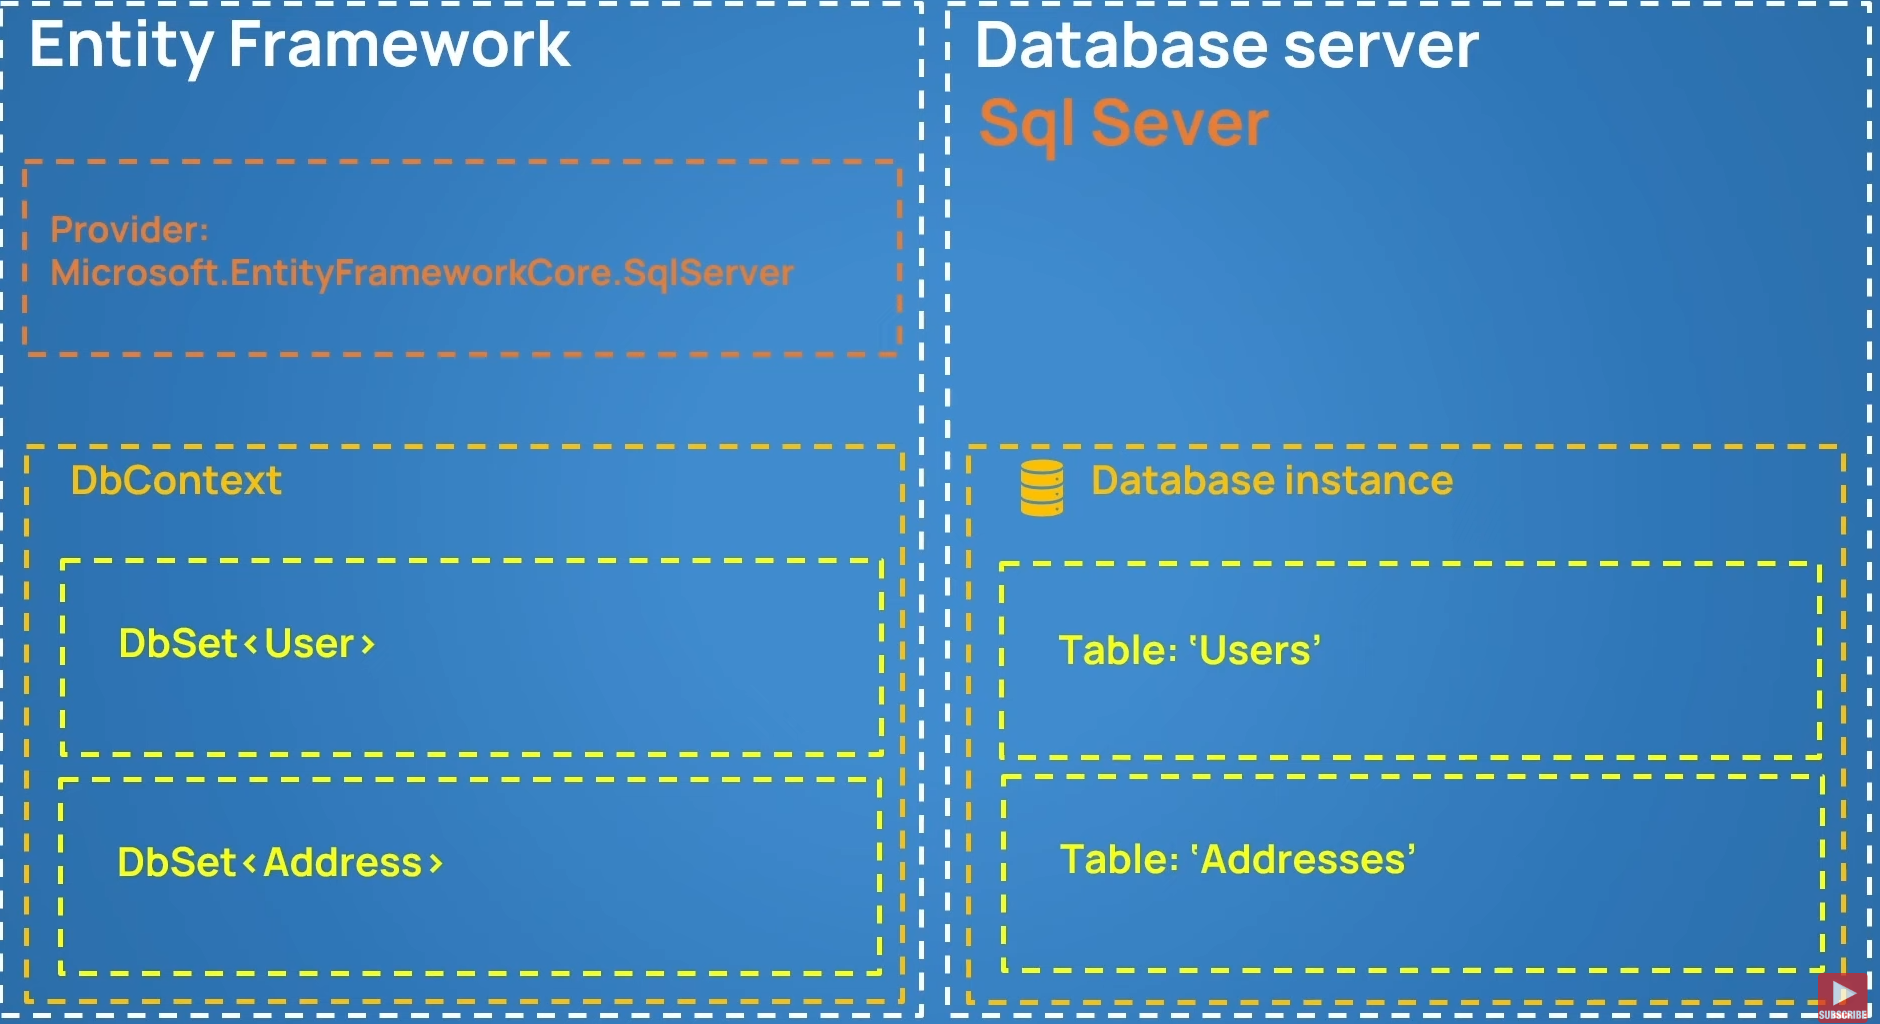 Entity Framework
Provider:
Microsoft.EntityFrameworkCore.SqlServer
DbContext
DbSet<User>
DbSet<Address>
Database server
Sql Sever
Database instance
Table: ‘Users’
Table: ‘Addresses’
SUBSCRIBE